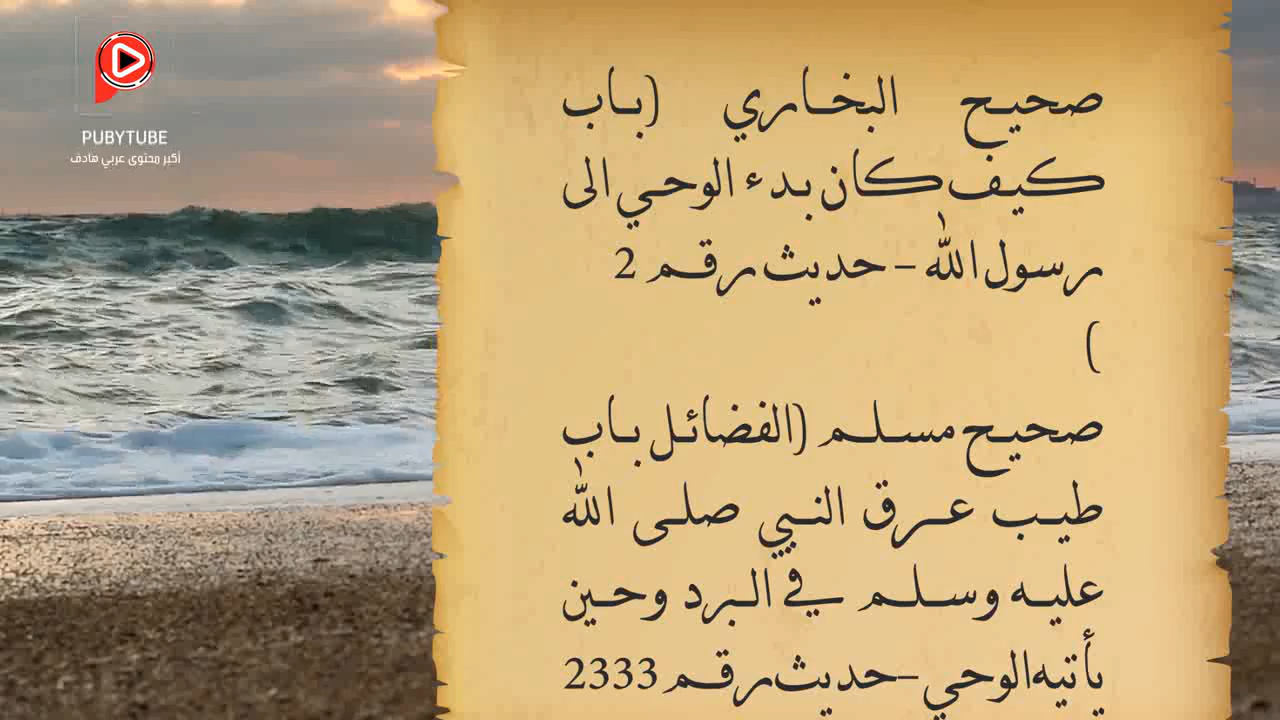 PUBYTUBE
أكبر محتوى عربي هادف
صحيح البخاري (باب
كيف كان بدء الوحي الى
رسول الله – حديث رقم 2
)
صحيح مسلم (الفضائل باب
طيب عرق النبي صلى الله
عليه وسلم في البرد وحين
يأتيه الوحي – حديث رقم 2333